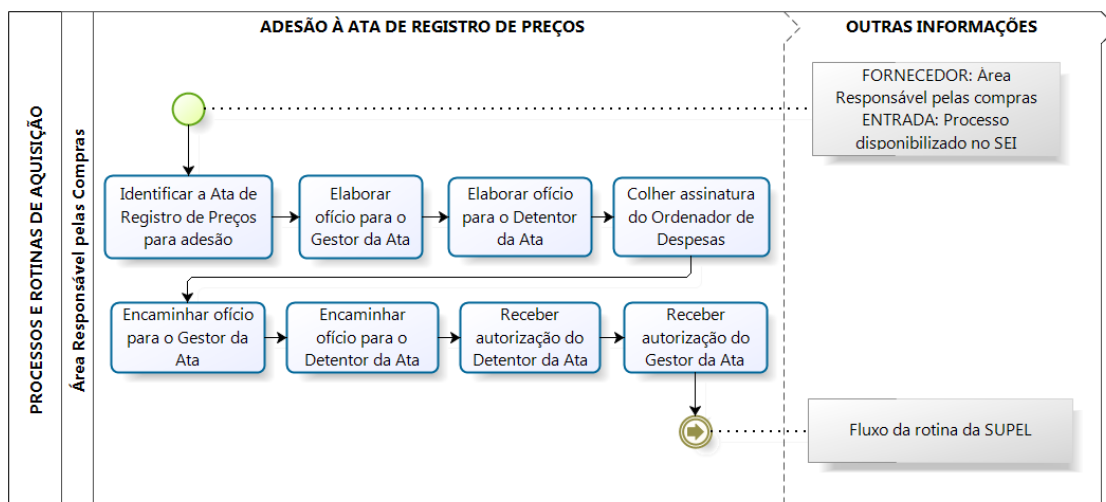 ADESÃO À ATA DE REGISTRO DE PREÇOS
OUTRAS INFORMAÇÕES
PROCESSOS E ROTINAS DE AQUISIÇÃO
Área Responsável pelas Compras
FORNECEDOR: Área
Responsável pelas compras
ENTRADA: Processo
disponibilizado no SEI
Identificar a Ata de
Registro de Preços
para adesão
Elaborar
ofício para o
Gestor da Ata
Elaborar ofício
para o Detentor
da Ata
Colher assinatura
do Ordenador de
Despesas
Encaminhar ofício
para o Gestor da
Ata
Encaminhar
ofício para o
Detentor da Ata
Receber
autorização do
Detentor da Ata
Receber
autorização do
Gestor da Ata
Fluxo da rotina da SUPEL